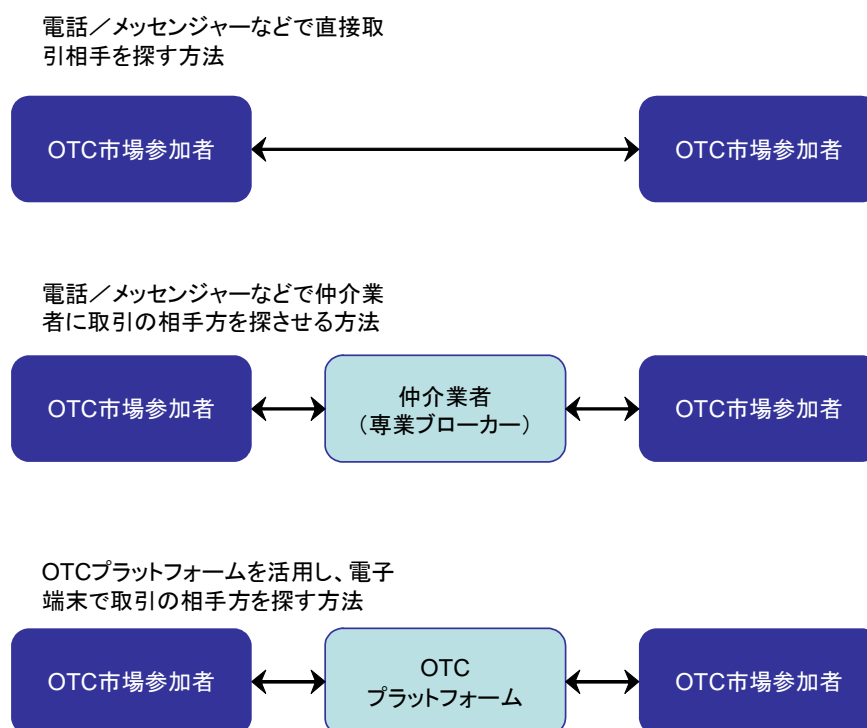 電話／メッセンジャーなどで直接取
引相手を探す方法
OTC市場参加者
OTC市場参加者
電話／メッセンジャーなどで仲介業
者に取引の相手方を探させる方法
OTC市場参加者
仲介業者
（専業ブローカー）
OTC市場参加者
OTCプラットフォームを活用し、電子
端末で取引の相手方を探す方法
OTC市場参加者
OTC
プラットフォーム
OTC市場参加者